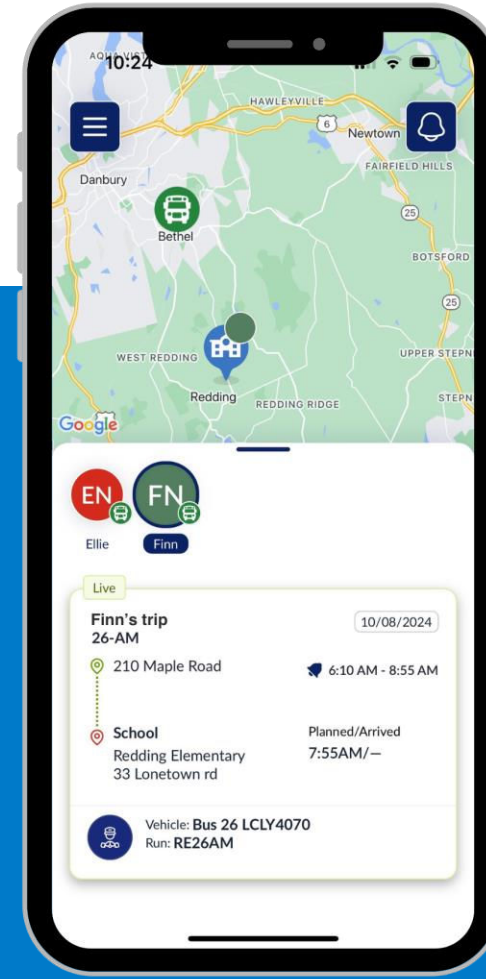 AQUA VIS
10:24
HAWLEYVILLE
6
Newtown
FAIRFIELD HILLS
Danbury
25
Bethel
BOTSFORD
25
WEST REDDING
UPPER STEPN
Redding
REDDING RIDGE
STEPN
Google
EN
FN
Ellie
Finn
Live
Finn's trip
10/08/2024
26-AM
210 Maple Road
6:10 AM - 8:55 AM
School
Planned/Arrived
Redding Elementary
7:55AM/—
33 Lonetown rd
Vehicle: Bus 26 LCLY4070
Run: RE26AM